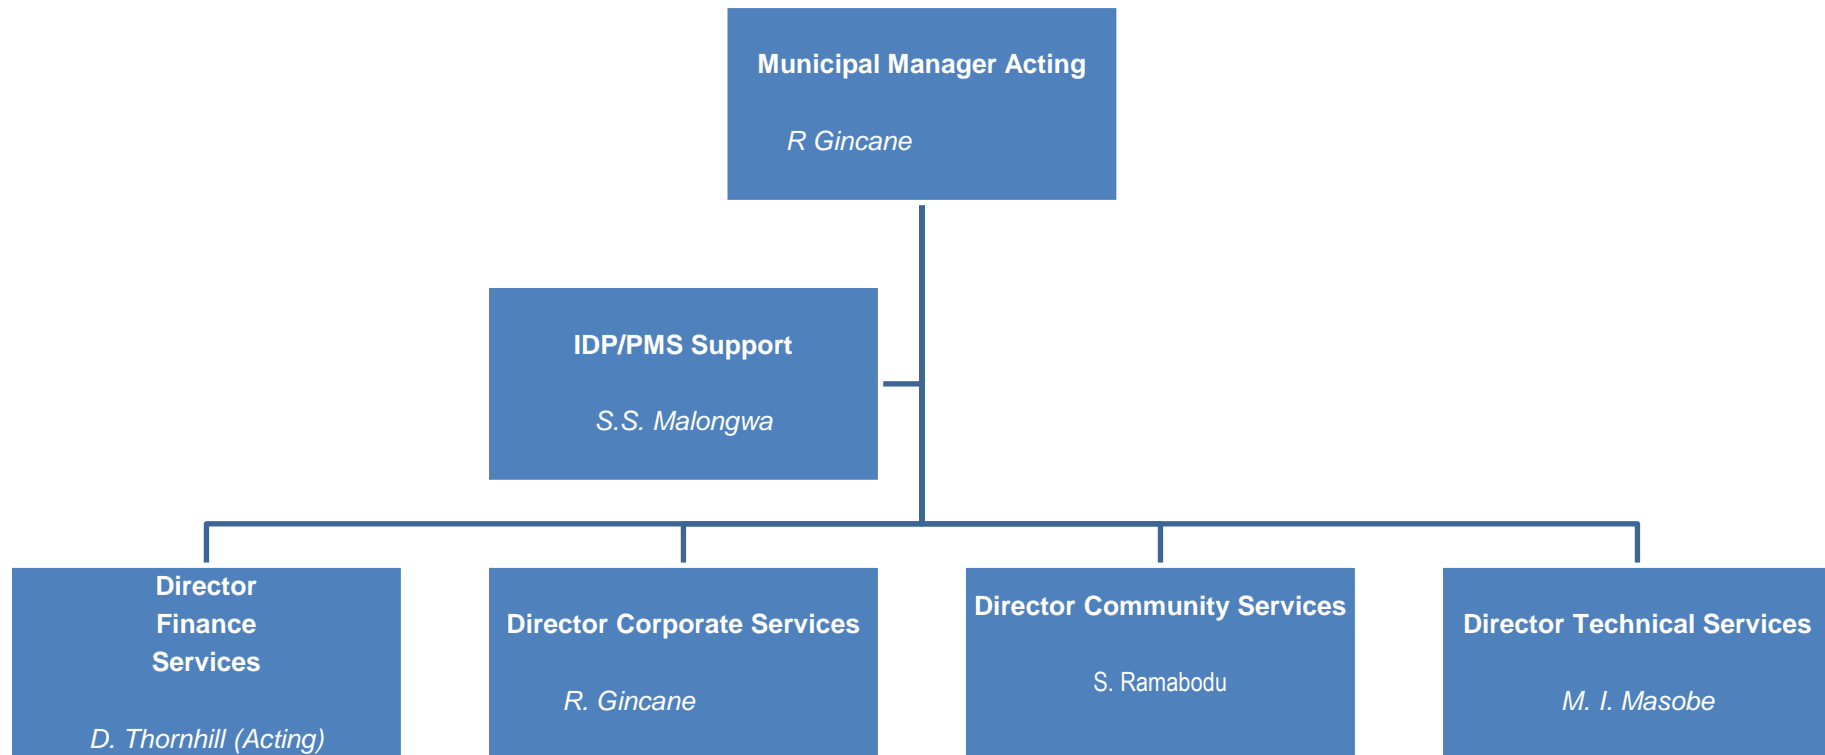 Municipal Manager Acting
R Gincane
IDP/PMS Support
S.S. Malongwa
Director
Finance
Services
D. Thornhill (Acting)
Director Corporate Services
R. Gincane
Director Community Services
S. Ramabodu
Director Technical Services
M. I. Masobe